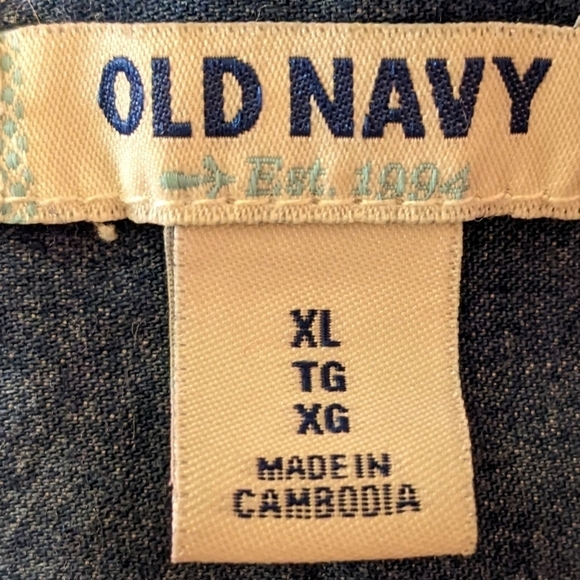 OLD NAVY
Est. 1994
XL
TG
XG
MADE IN
CAMBODIA